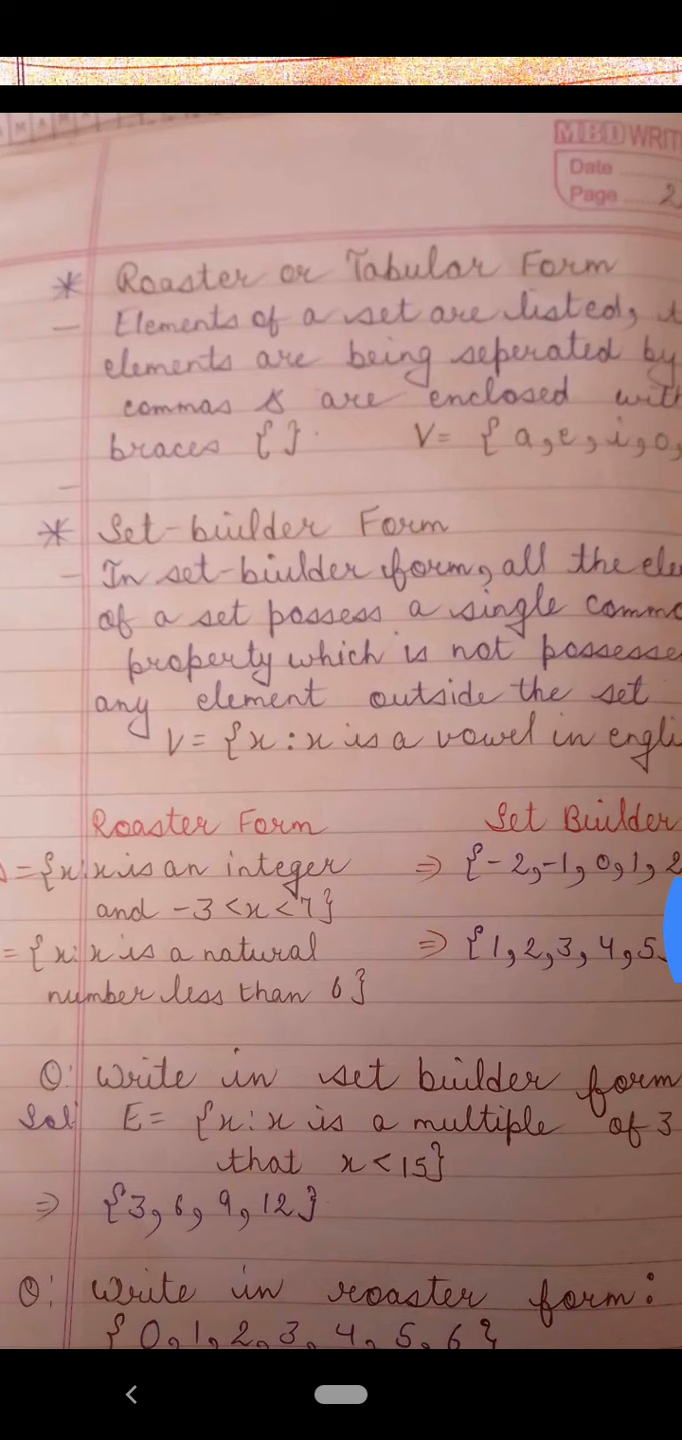 MBD WRIT
Date
Page 2
* Roaster or Tabular Form
— Elements of a set are listed,
elements are being seperated by
commas & are enclosed with
braces { }. V= { a, e, i, o,
—
* Set-builder Form
— In set-builder form, all the ele
of a set possess a single commo
property which is not possesse
any element outside the set
V= {x : x is a vowel in engli
Roaster Form Set Builder
={x:x is an integer ⇒ {-2,-1, 0, 1, 2
and -3 <x<7}
= {x: x is a natural ⇒ {1, 2, 3, 4, 5
number less than 6}
Q: Write in set builder form
Sol E= {x:x is a multiple of 3
that x<15}
⇒ {3, 6, 9, 12}
Q: Write in roaster form:
{ 0, 1, 2, 3, 4, 5, 6 }